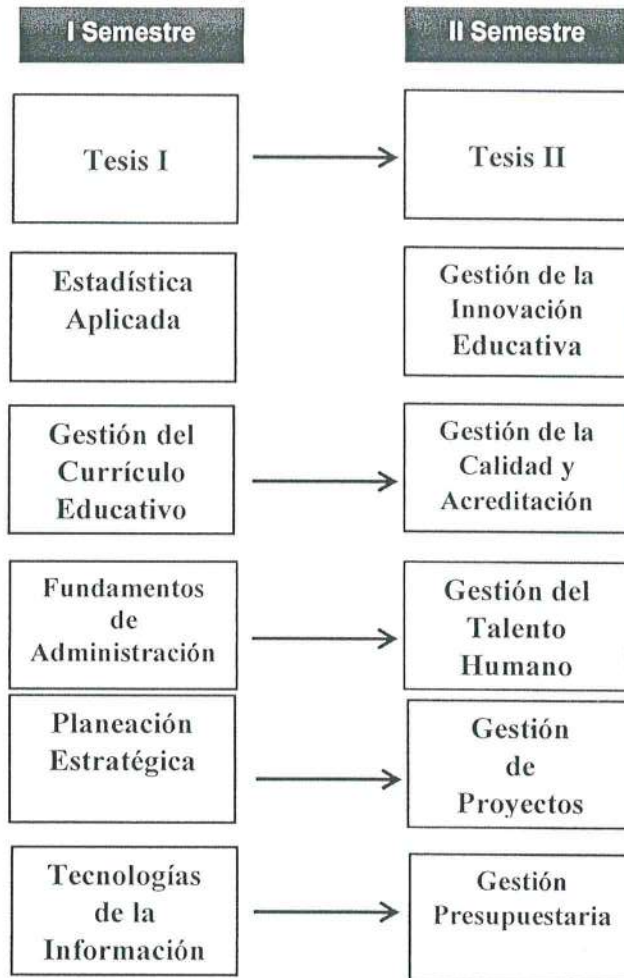 I Semestre
II Semestre
Tesis I
Tesis II
Estadística
Aplicada
Gestión de la
Innovación
Educativa
Gestión del
Currículo
Educativo
Gestión de la
Calidad y
Acreditación
Fundamentos
de
Administración
Gestión del
Talento
Humano
Planeación
Estratégica
Gestión
de
Proyectos
Tecnologías
de la
Información
Gestión
Presupuestaria